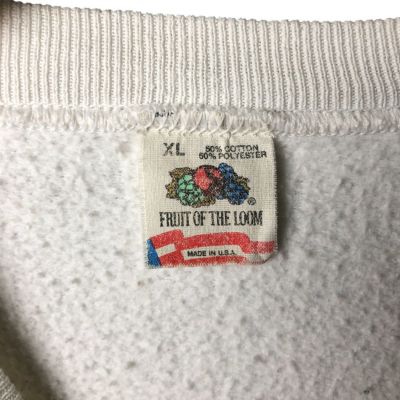 XL
50% COTTON
50% POLYESTER
®
FRUIT OF THE LOOM
MADE IN U.S.A.